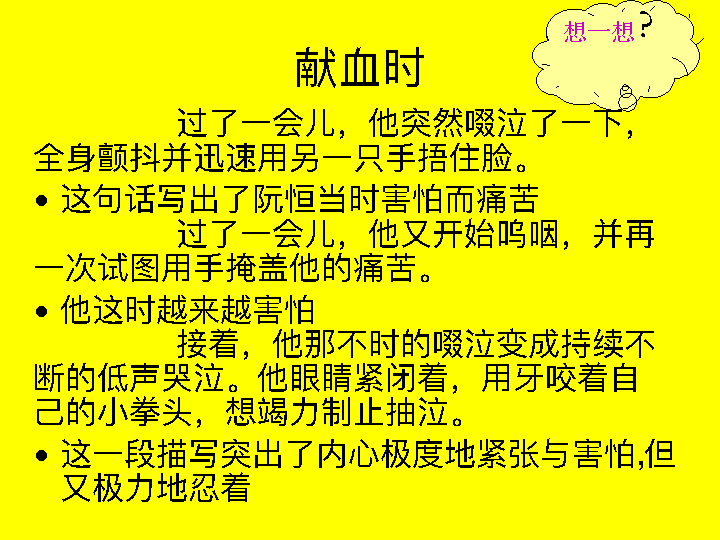 想一想?
献血时
过了一会儿，他突然啜泣了一下，
全身颤抖并迅速用另一只手捂住脸。
• 这句话写出了阮恒当时害怕而痛苦
过了一会儿，他又开始呜咽，并再
一次试图用手掩盖他的痛苦。
• 他这时越来越害怕
接着，他那不时的啜泣变成持续不
断的低声哭泣。他眼睛紧闭着，用牙咬着自
己的小拳头，想竭力制止抽泣。
• 这一段描写突出了内心极度地紧张与害怕,但
又极力地忍着